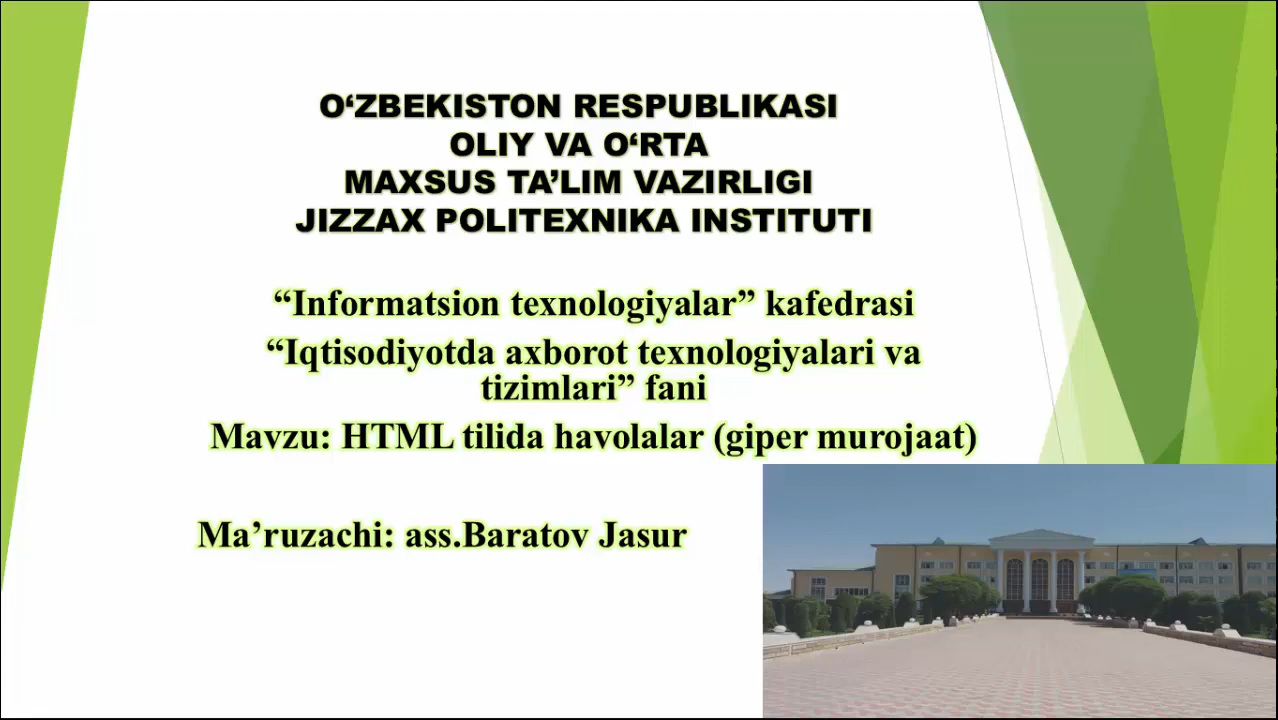 O‘ZBEKISTON RESPUBLIKASI
OLIY VA O‘RTA
MAXSUS TA’LIM VAZIRLIGI
JIZZAX POLITEXNIKA INSTITUTI
“Informatsion texnologiyalar” kafedrasi
“Iqtisodiyotda axborot texnologiyalari va
tizimlari” fani
Mavzu: HTML tilida havolalar (giper murojaat)
Ma’ruzachi: ass.Baratov Jasur